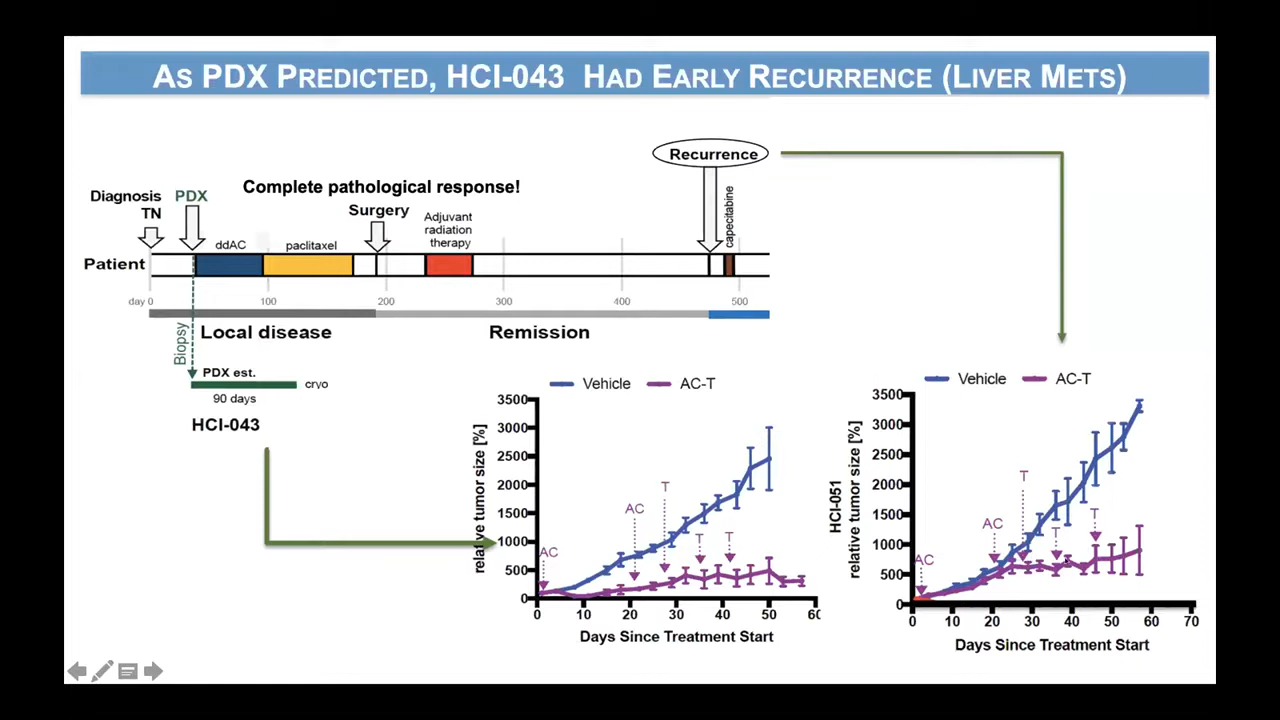 AS PDX PREDICTED, HCI-043 HAD EARLY RECURRENCE (LIVER METS)
Recurrence
Diagnosis
TN
PDX
Complete pathological response!
Surgery
Adjuvant
radiation
therapy
capecitabine
ddAC
paclitaxel
Patient
day 0
100
200
300
400
500
Local disease
Remission
Biopsy
PDX est.
cryo
90 days
HCI-043
Vehicle
AC-T
relative tumor size [%]
3500
3000
2500
2000
1500
1000
500
0
AC
AC
T
T
T
0 10 20 30 40 50 60
Days Since Treatment Start
Vehicle
AC-T
HCI-051
relative tumor size [%]
3500
3000
2500
2000
1500
1000
500
0
AC
AC
T
T
T
0 10 20 30 40 50 60 70
Days Since Treatment Start